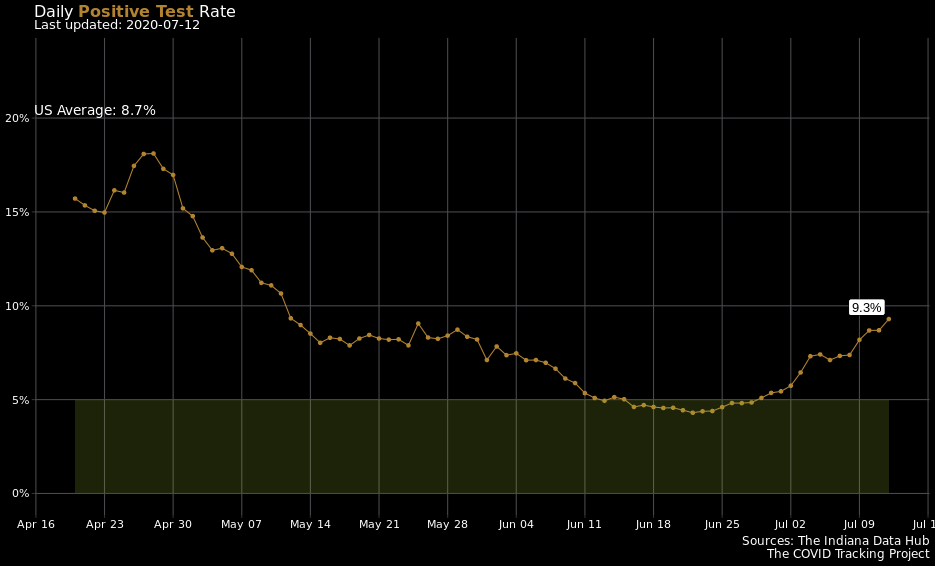 Daily Positive Test Rate
Last updated: 2020-07-12
US Average: 8.7%
20%
15%
10%
5%
0%
9.3%
Apr 16 Apr 23 Apr 30 May 07 May 14 May 21 May 28 Jun 04 Jun 11 Jun 18 Jun 25 Jul 02 Jul 09 Jul 1
Sources: The Indiana Data Hub
The COVID Tracking Project